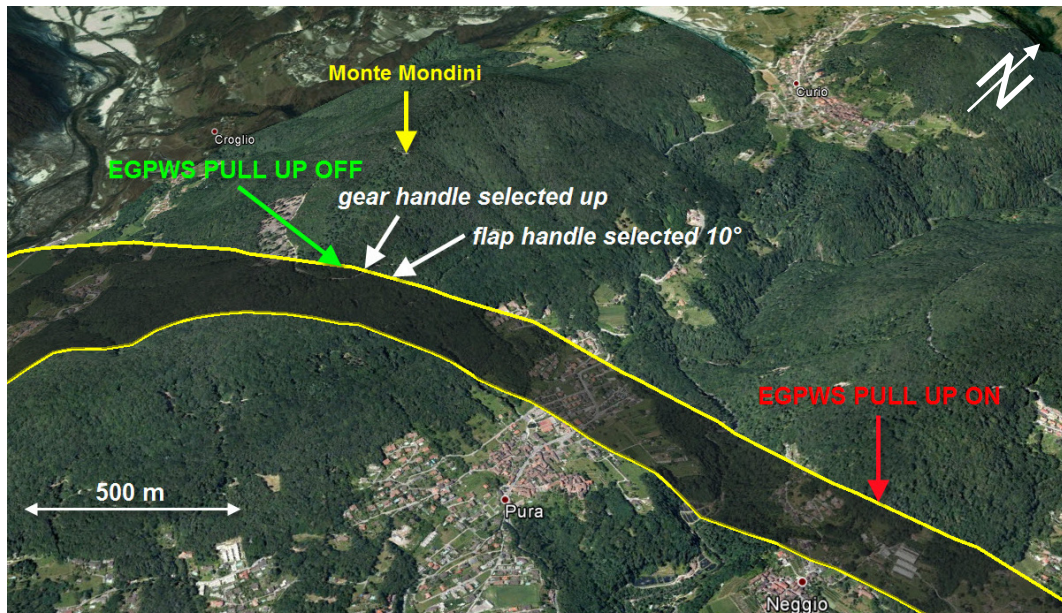 Monte Mondini
N
Curio
Croglio
EGPWS PULL UP OFF
gear handle selected up
flap handle selected 10°
EGPWS PULL UP ON
500 m
Pura
Neggio